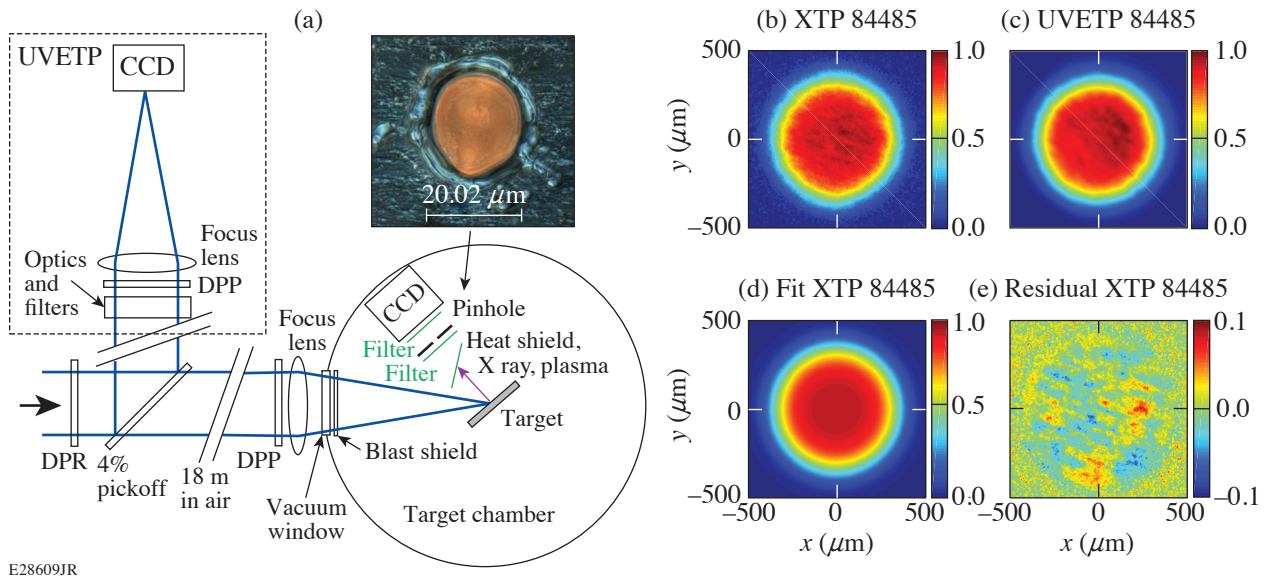 (a)
UVETP
CCD
Focus
lens
DPP
Optics
and
filters
20.02 μm
CCD
Pinhole
Filter
Filter
Heat shield,
X ray, plasma
Focus
lens
Target
Blast shield
DPR
4%
pickoff
18 m
in air
DPP
Vacuum
window
Target chamber
E28609JR
(b) XTP 84485
500
y (μm)
0
−500
1.0
0.5
0.0
(c) UVETP 84485
1.0
0.5
0.0
(d) Fit XTP 84485
500
y (μm)
0
−500
−500 0 500
x (μm)
1.0
0.5
0.0
(e) Residual XTP 84485
0.1
0.0
−0.1
−500 0 500
x (μm)